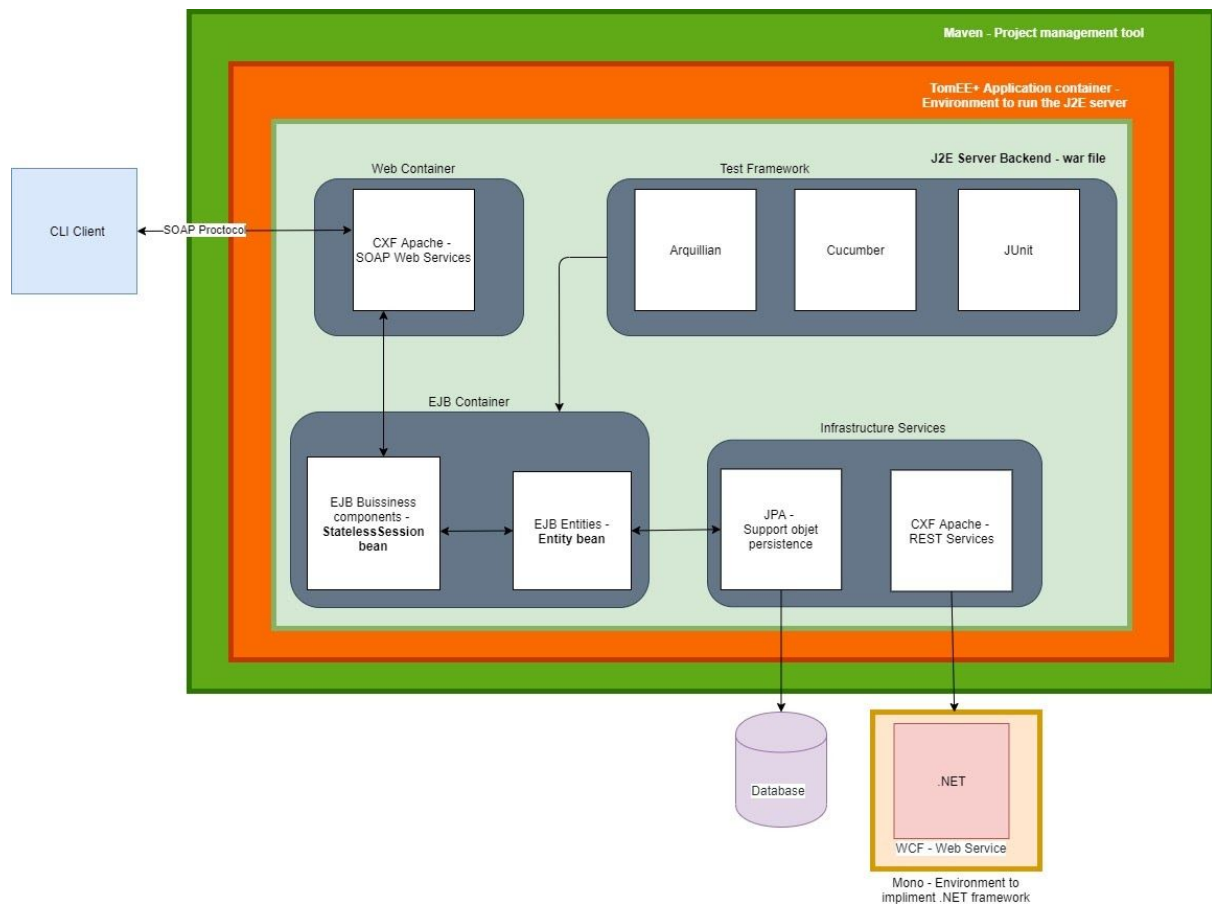 Maven - Project management tool
TomEE+ Application container -
Environment to run the J2E server
J2E Server Backend - war file
Web Container
Test Framework
CLI Client
SOAP Proctocol
CXF Apache -
SOAP Web Services
Arquillian
Cucumber
JUnit
EJB Container
Infrastructure Services
EJB Buissiness
components -
StatelessSession
bean
EJB Entities -
Entity bean
JPA -
Support objet
persistence
CXF Apache -
REST Services
Database
.NET
WCF - Web Service
Mono - Environment to
impliment .NET framework